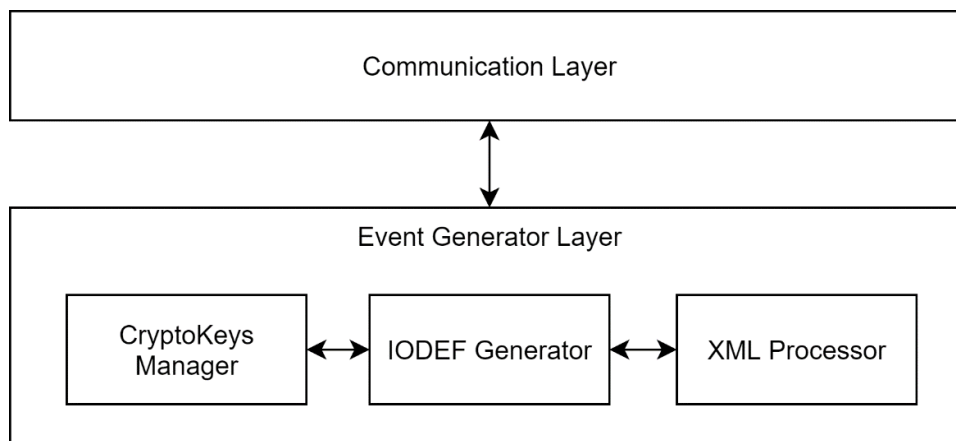 Communication Layer
Event Generator Layer
CryptoKeys
Manager
IODEF Generator
XML Processor